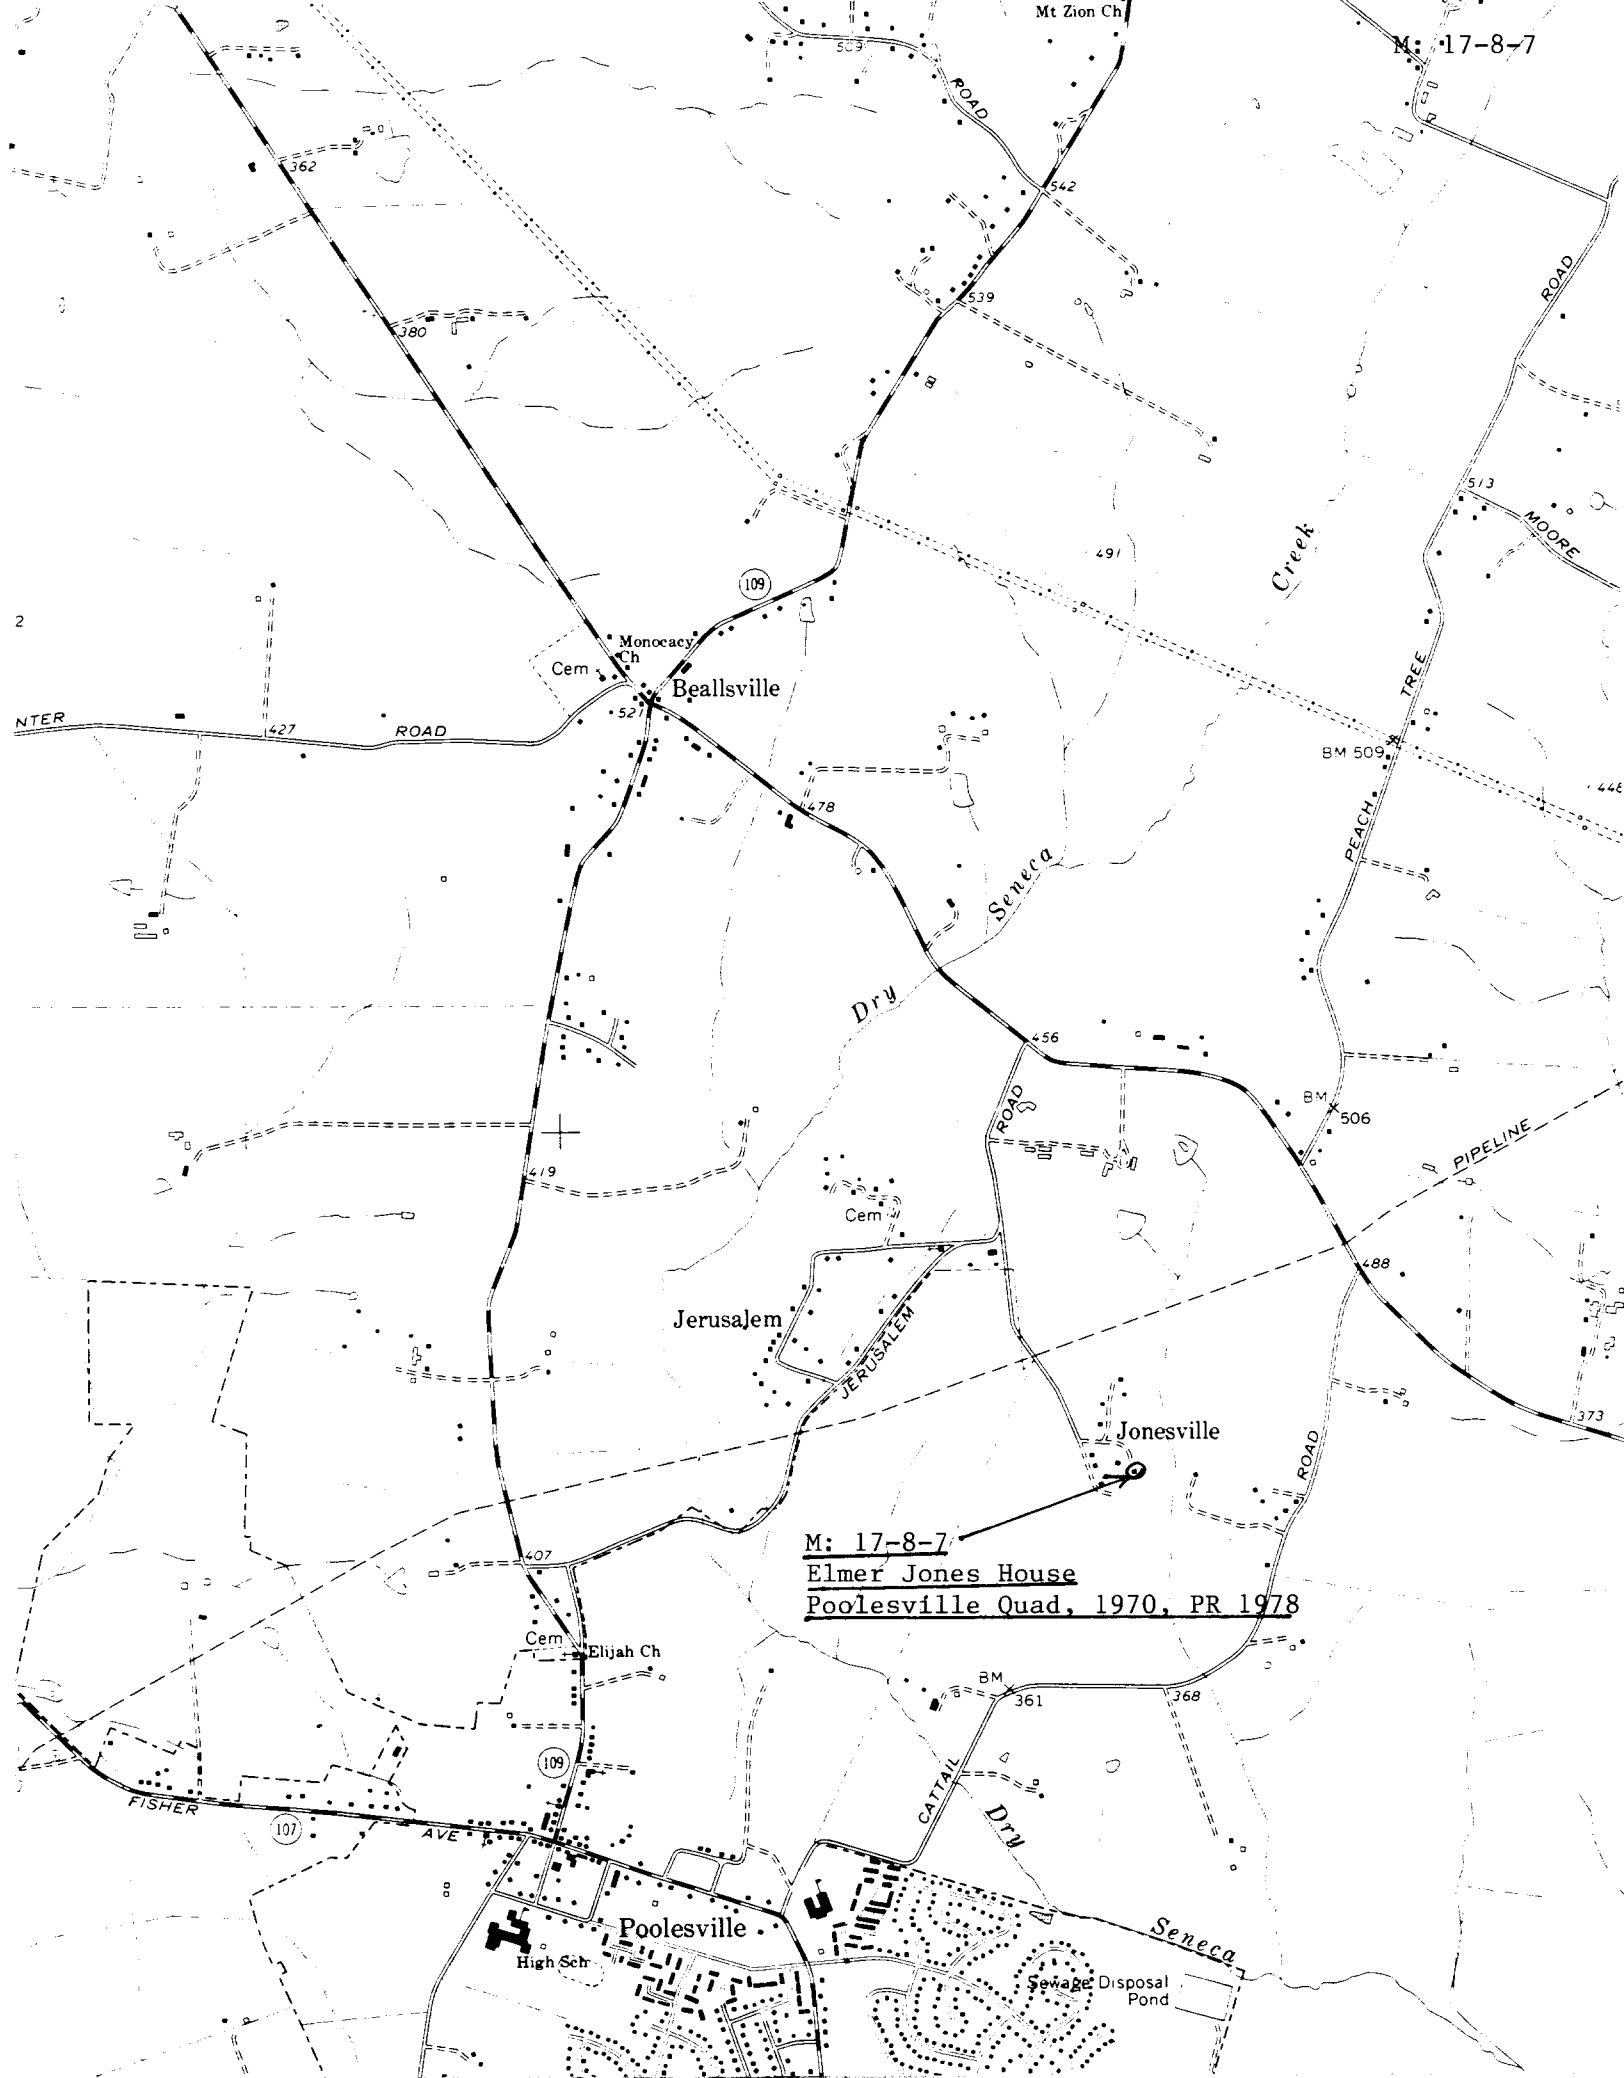 Mt Zion Ch
M: 17-8-7
509
ROAD
362
542
ROAD
539
380
513
MOORE
Creek
491
109
2
Monocacy
Ch
Cem
TREE
Beallsville
NTER
427
ROAD
521
BM 509
478
PEACH
Seneca
Dry
456
ROAD
BM
506
PIPELINE
419
Cem
488
Jerusalem
JERUSALEM
373
Jonesville
ROAD
M: 17-8-7
Elmer Jones House
Poolesville Quad, 1970, PR 1978
407
Cem
Elijah Ch
BM
361
368
109
CATTAIL
FISHER
107
AVE
Dry
Poolesville
Seneca
High Sch
Sewage Disposal
Pond